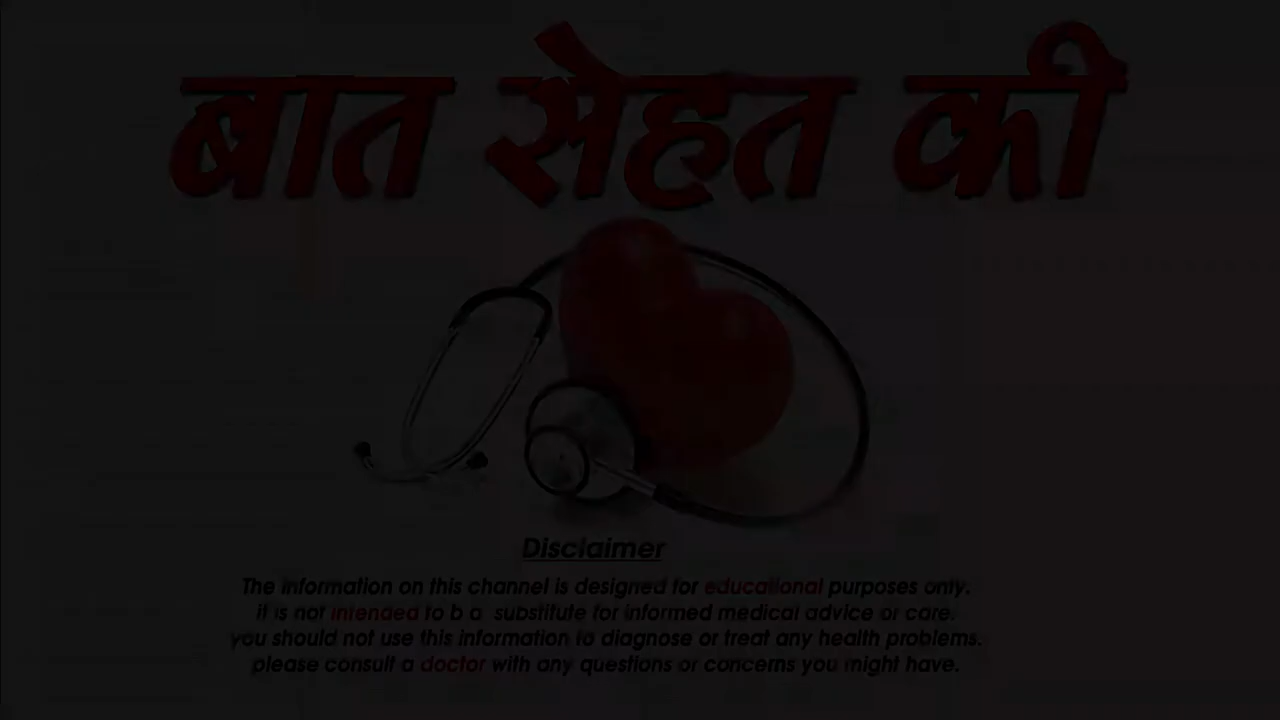 बात सेहत की
Disclaimer
The information on this channel is designed for educational purposes only.
it is not intended to b a substitute for informed medical advice or care.
you should not use this information to diagnose or treat any health problems.
please consult a doctor with any questions or concerns you might have.